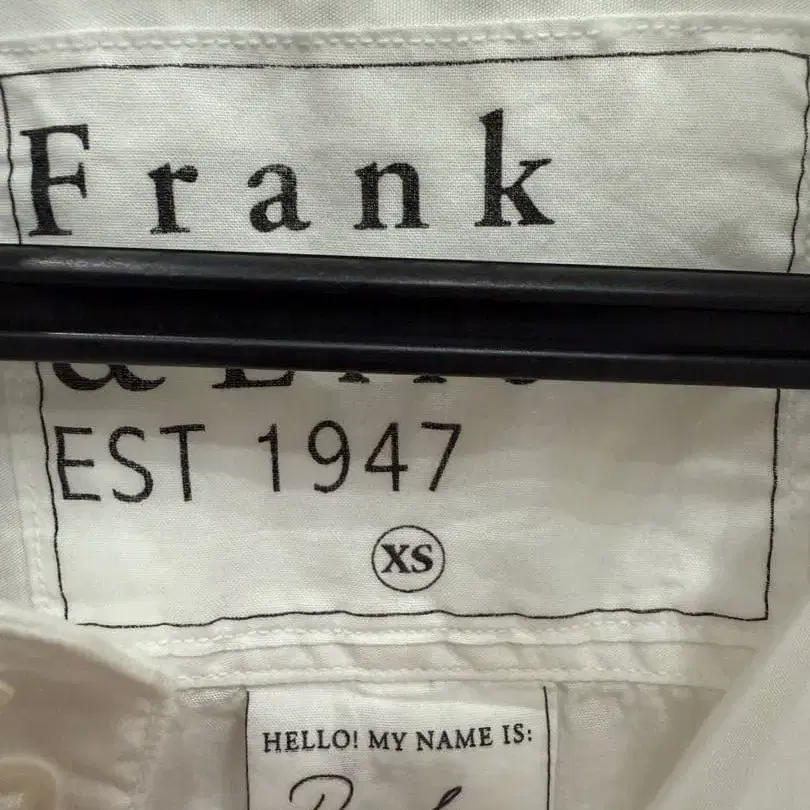 Frank
&
EST 1947
XS
HELLO! MY NAME IS: